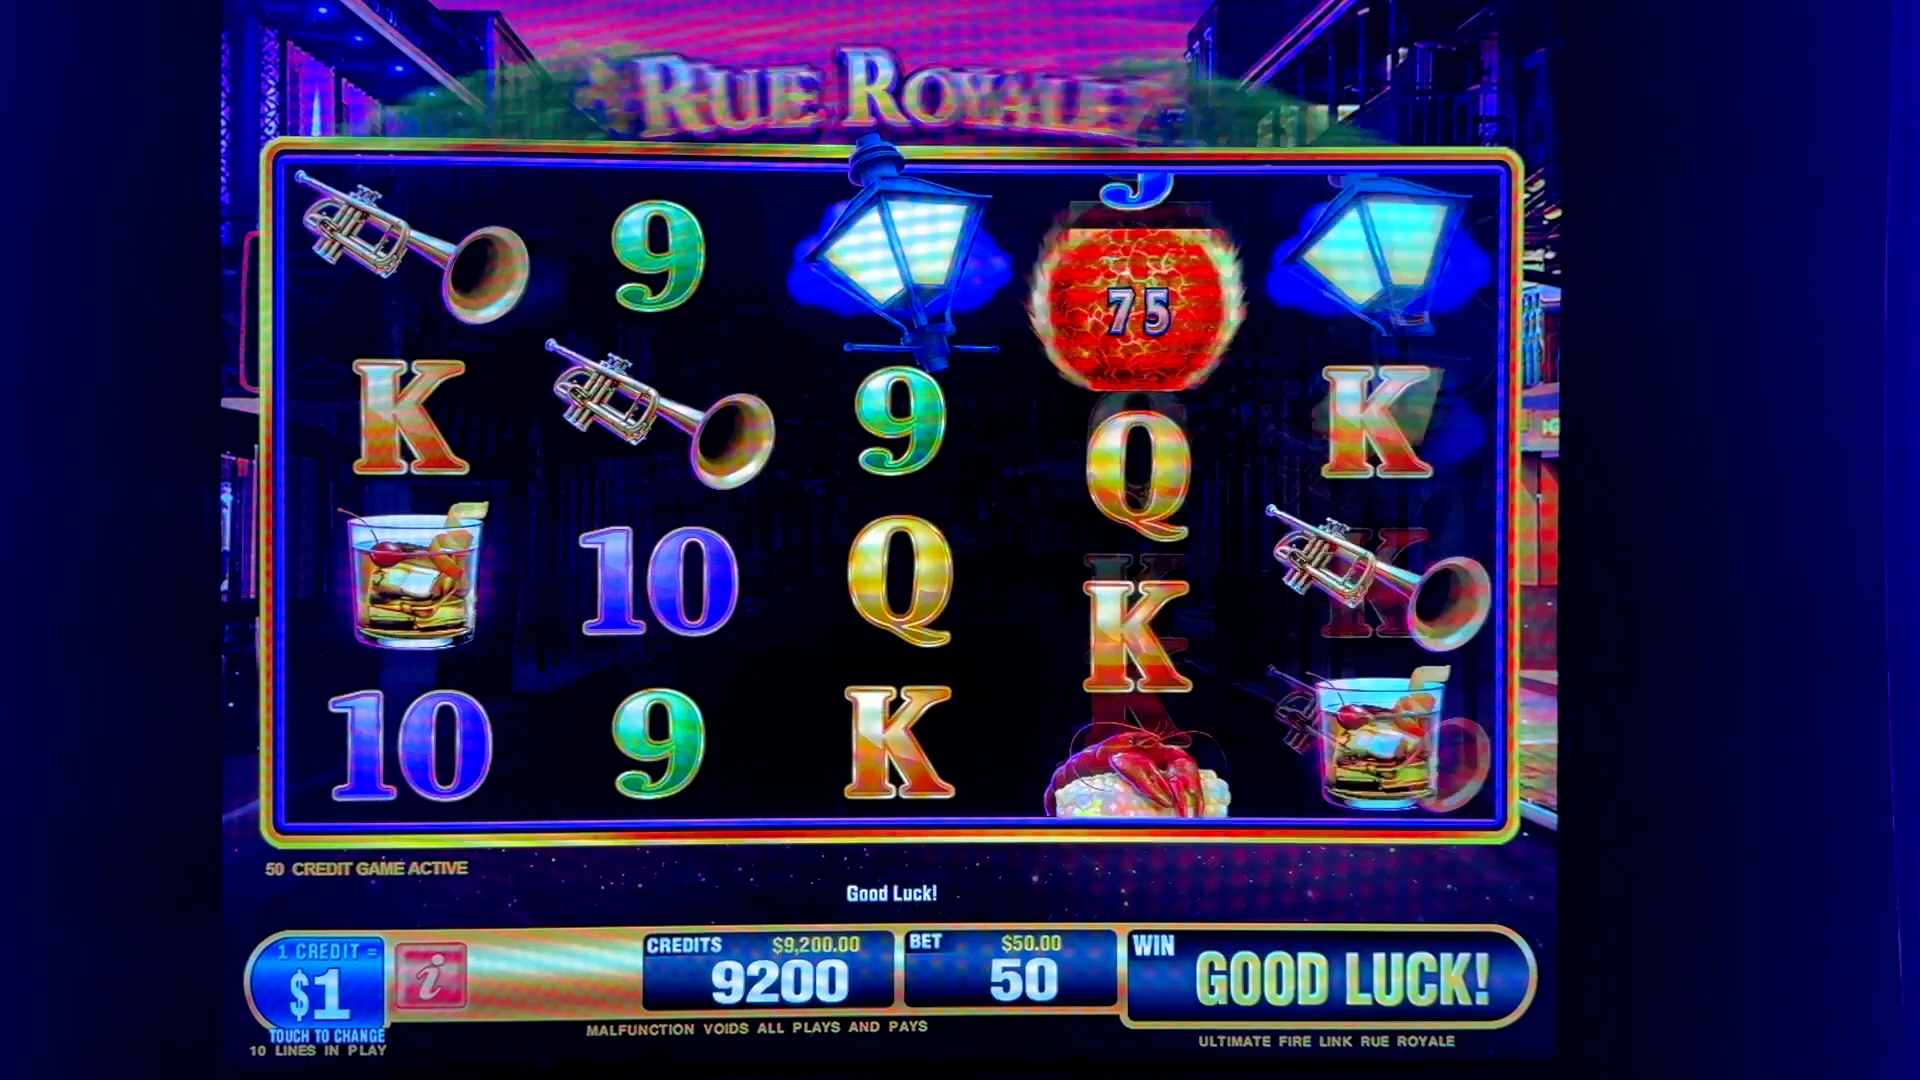 RUE ROYALE
9
75
K
9
Q
K
10
Q
K
10
9
K
50 CREDIT GAME ACTIVE
Good Luck!
1 CREDIT =
$1
TOUCH TO CHANGE
10 LINES IN PLAY
i
CREDITS $9,200.00
9200
BET $50.00
50
WIN
GOOD LUCK!
MALFUNCTION VOIDS ALL PLAYS AND PAYS
ULTIMATE FIRE LINK RUE ROYALE